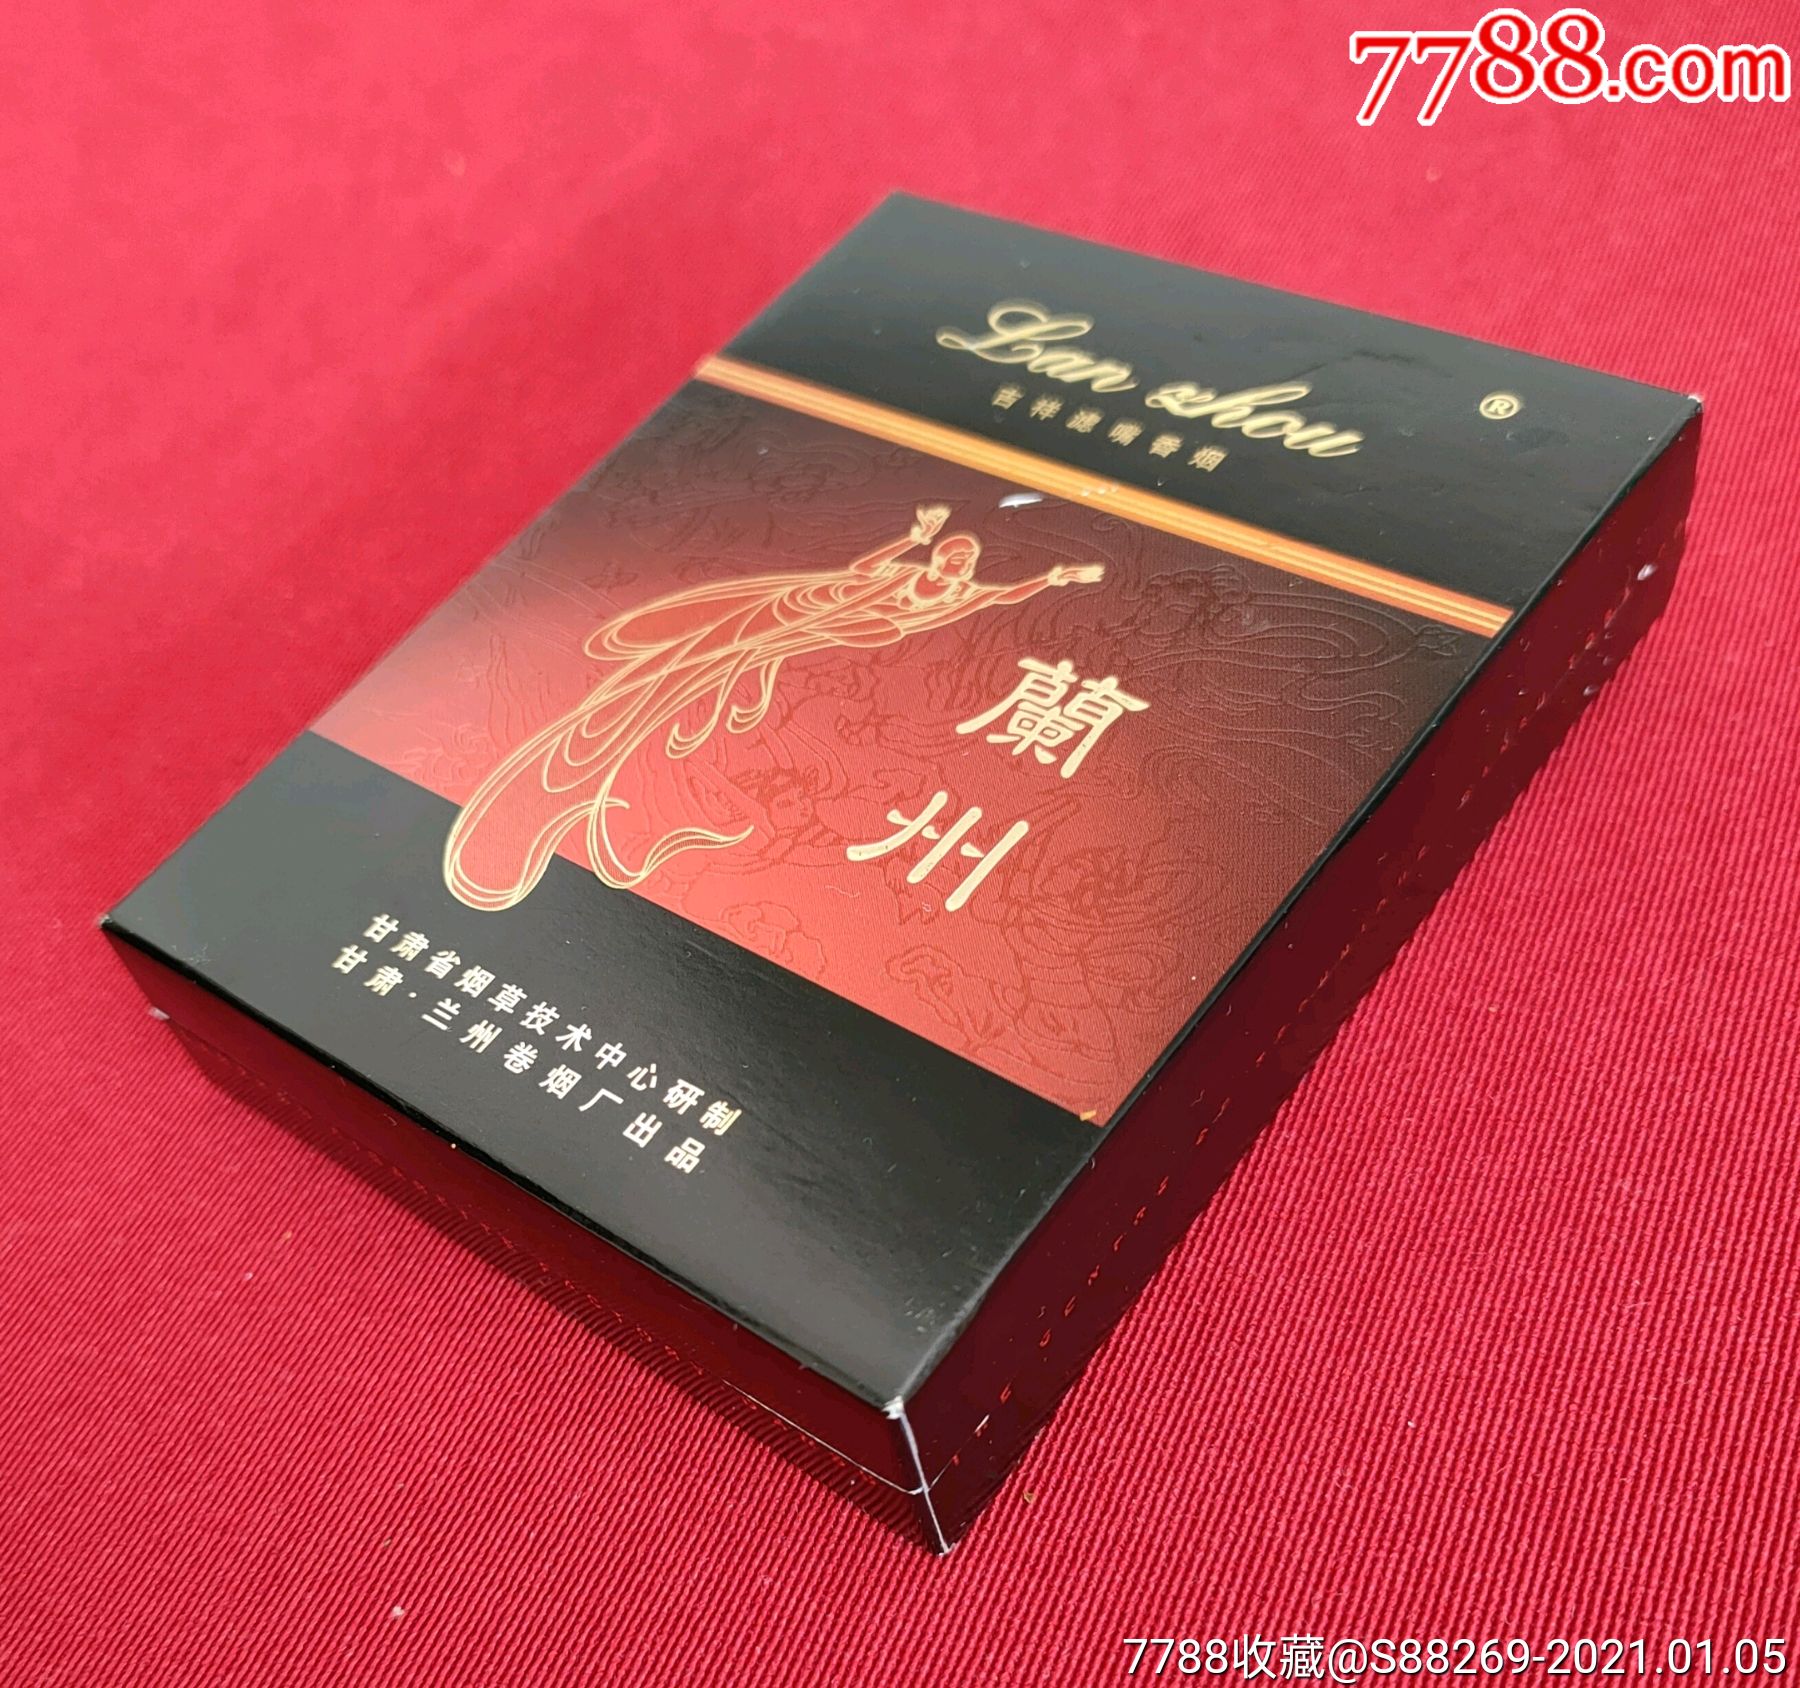 7788.com
Lan zhou
®
吉祥滤嘴香烟
蘭州
甘肃省烟草技术中心研制
甘肃·兰州卷烟厂出品
7788收藏@S88269-2021.01.05